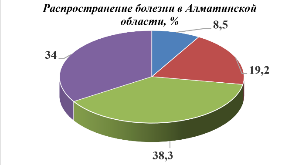 Распространение болезни в Алматинской
области, %
8,5
34
19,2
38,3